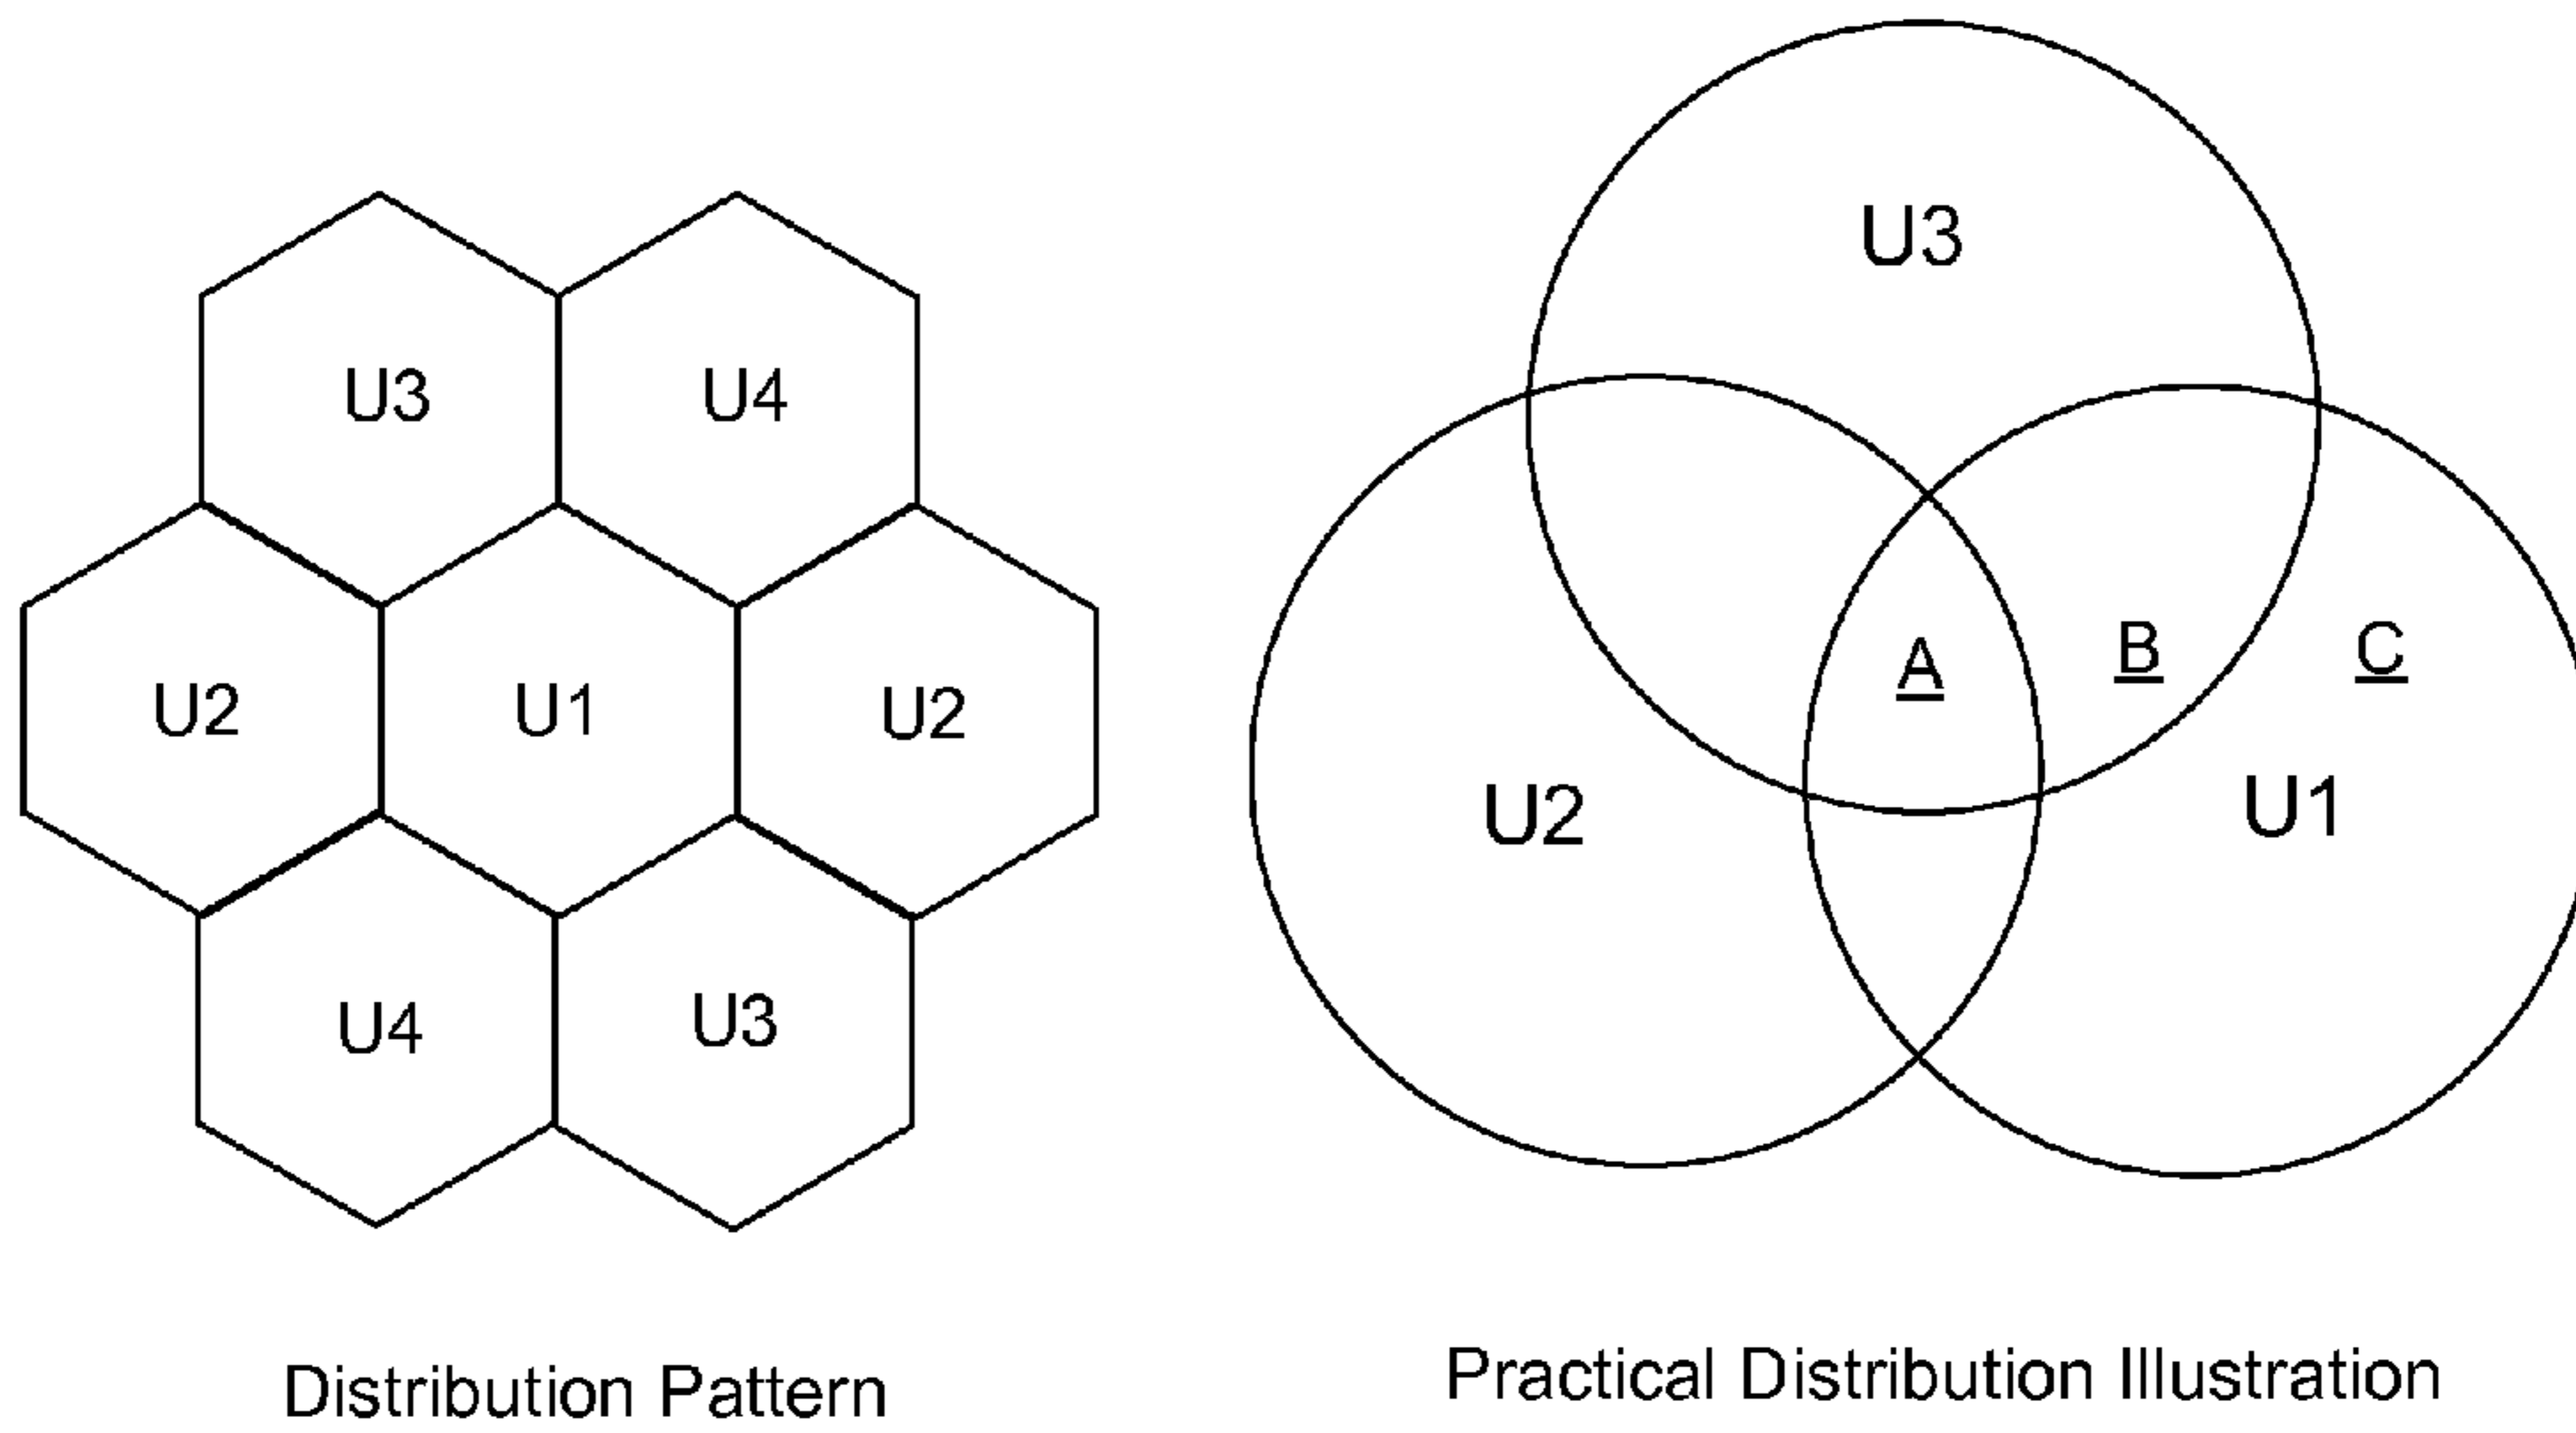 U3 U4
U2 U1 U2
U4 U3
Distribution Pattern
U3
A B C
U2 U1
Practical Distribution Illustration